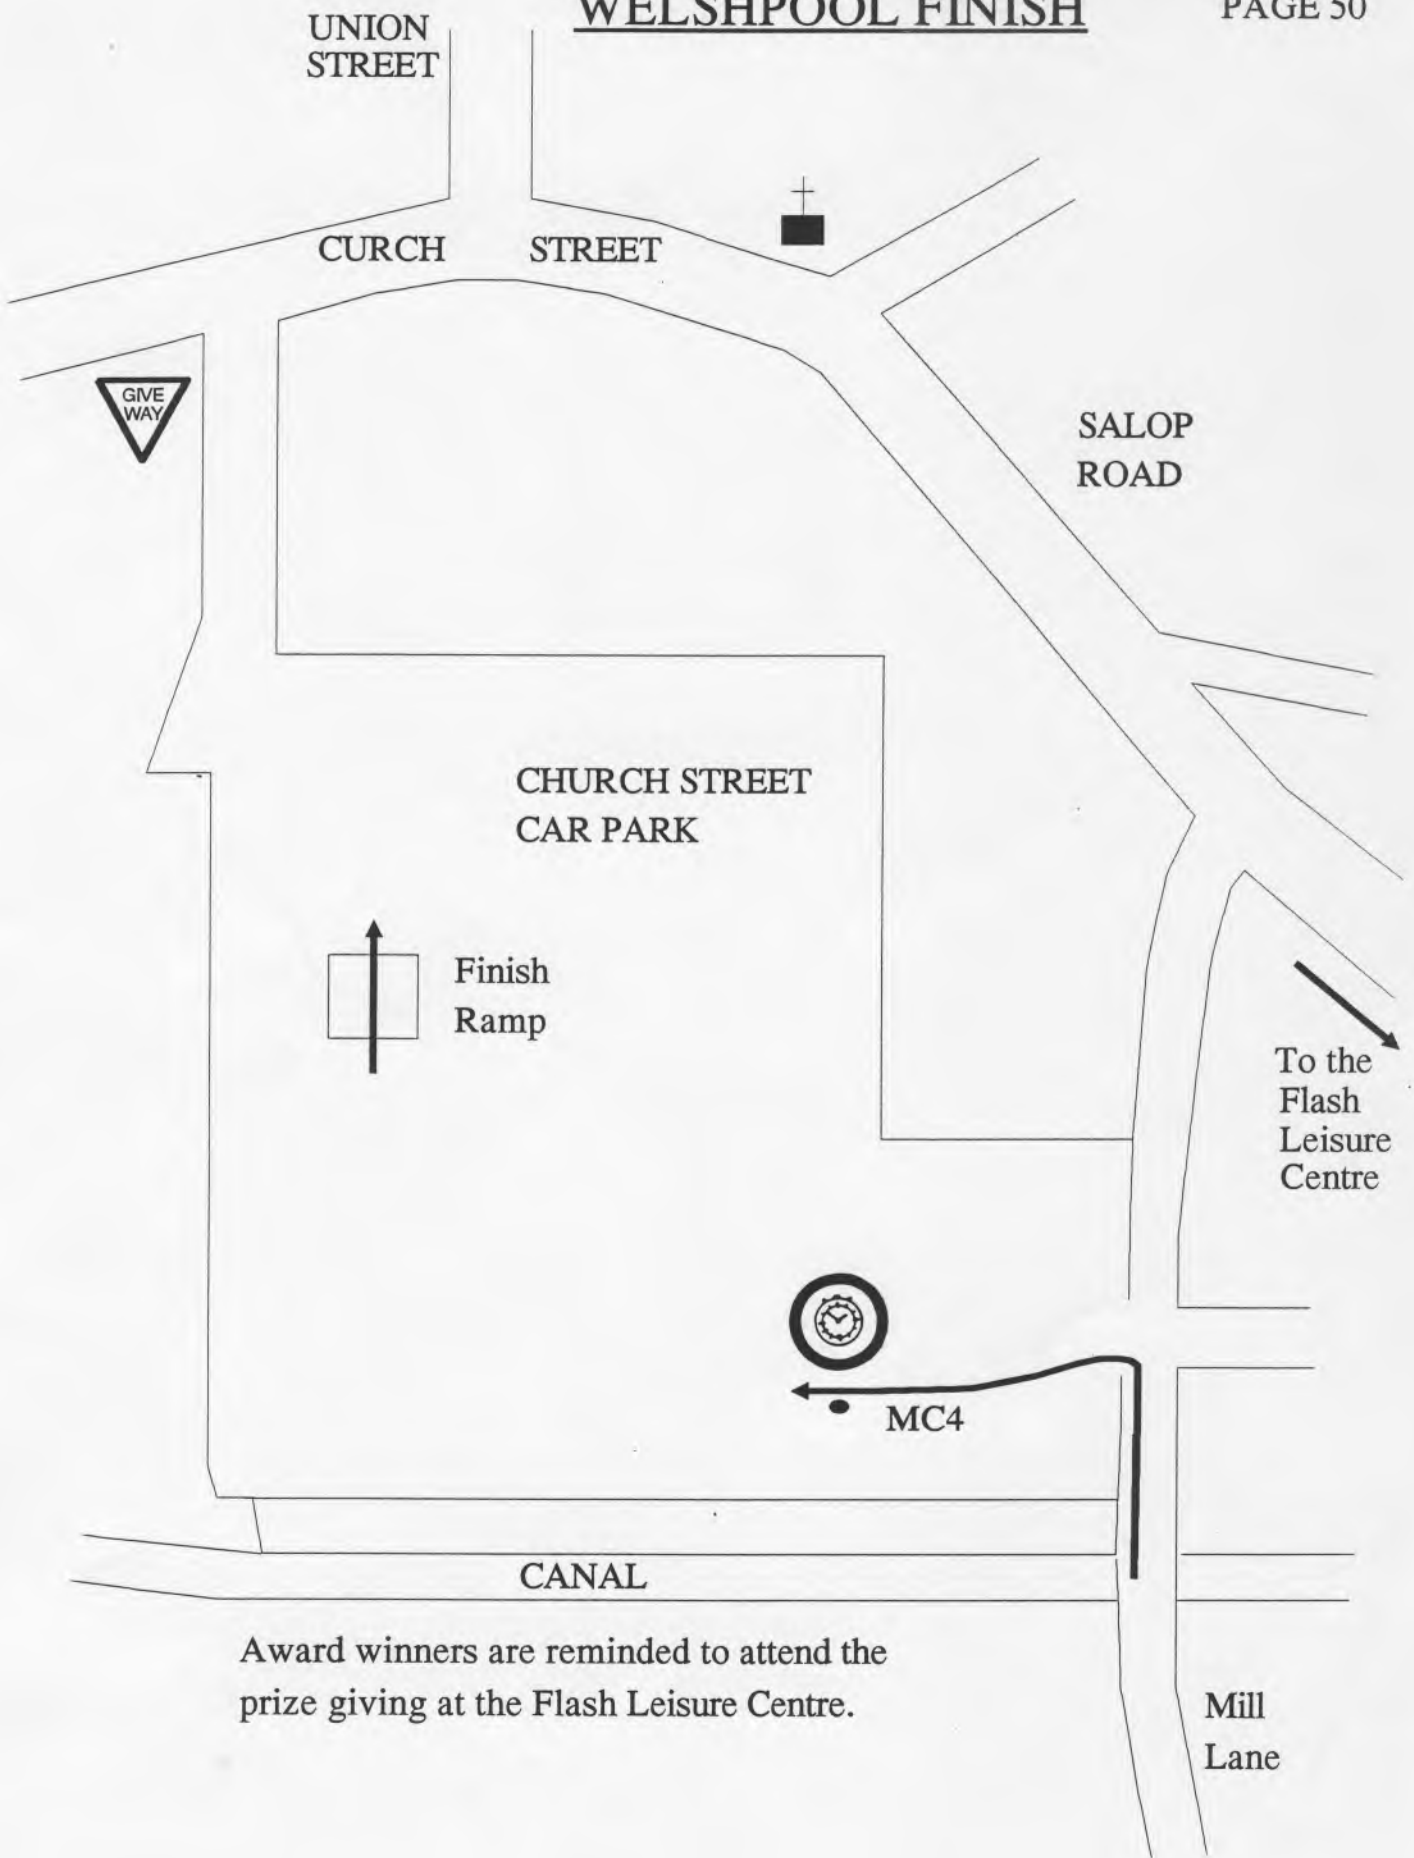 WELSHPOOL FINISH
PAGE 50
UNION
STREET
CURCH STREET
GIVE
WAY
SALOP
ROAD
CHURCH STREET
CAR PARK
Finish
Ramp
To the
Flash
Leisure
Centre
MC4
CANAL
Award winners are reminded to attend the
prize giving at the Flash Leisure Centre.
Mill
Lane